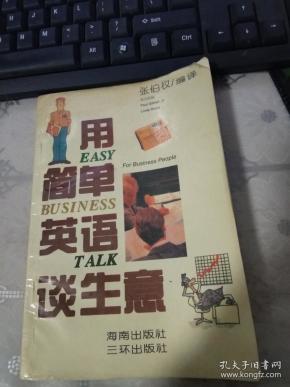 张伯权/编译
用
EASY
For Business People
简单
BUSINESS
英语
TALK
谈生意
海南出版社
三环出版社
孔夫子旧书网